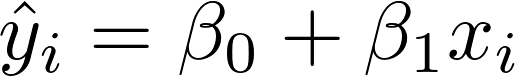 ŷᵢ = β₀ + β₁xᵢ